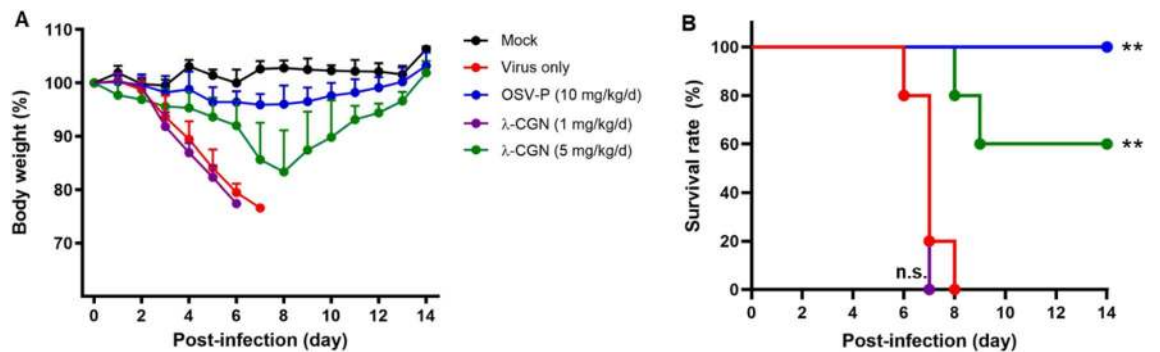 A
110
100
90
80
70
Body weight (%)
0 2 4 6 8 10 12 14
Post-infection (day)
Mock
Virus only
OSV-P (10 mg/kg/d)
λ-CGN (1 mg/kg/d)
λ-CGN (5 mg/kg/d)
B
100
80
60
40
20
0
Survival rate (%)
**
**
n.s.
0 2 4 6 8 10 12 14
Post-infection (day)